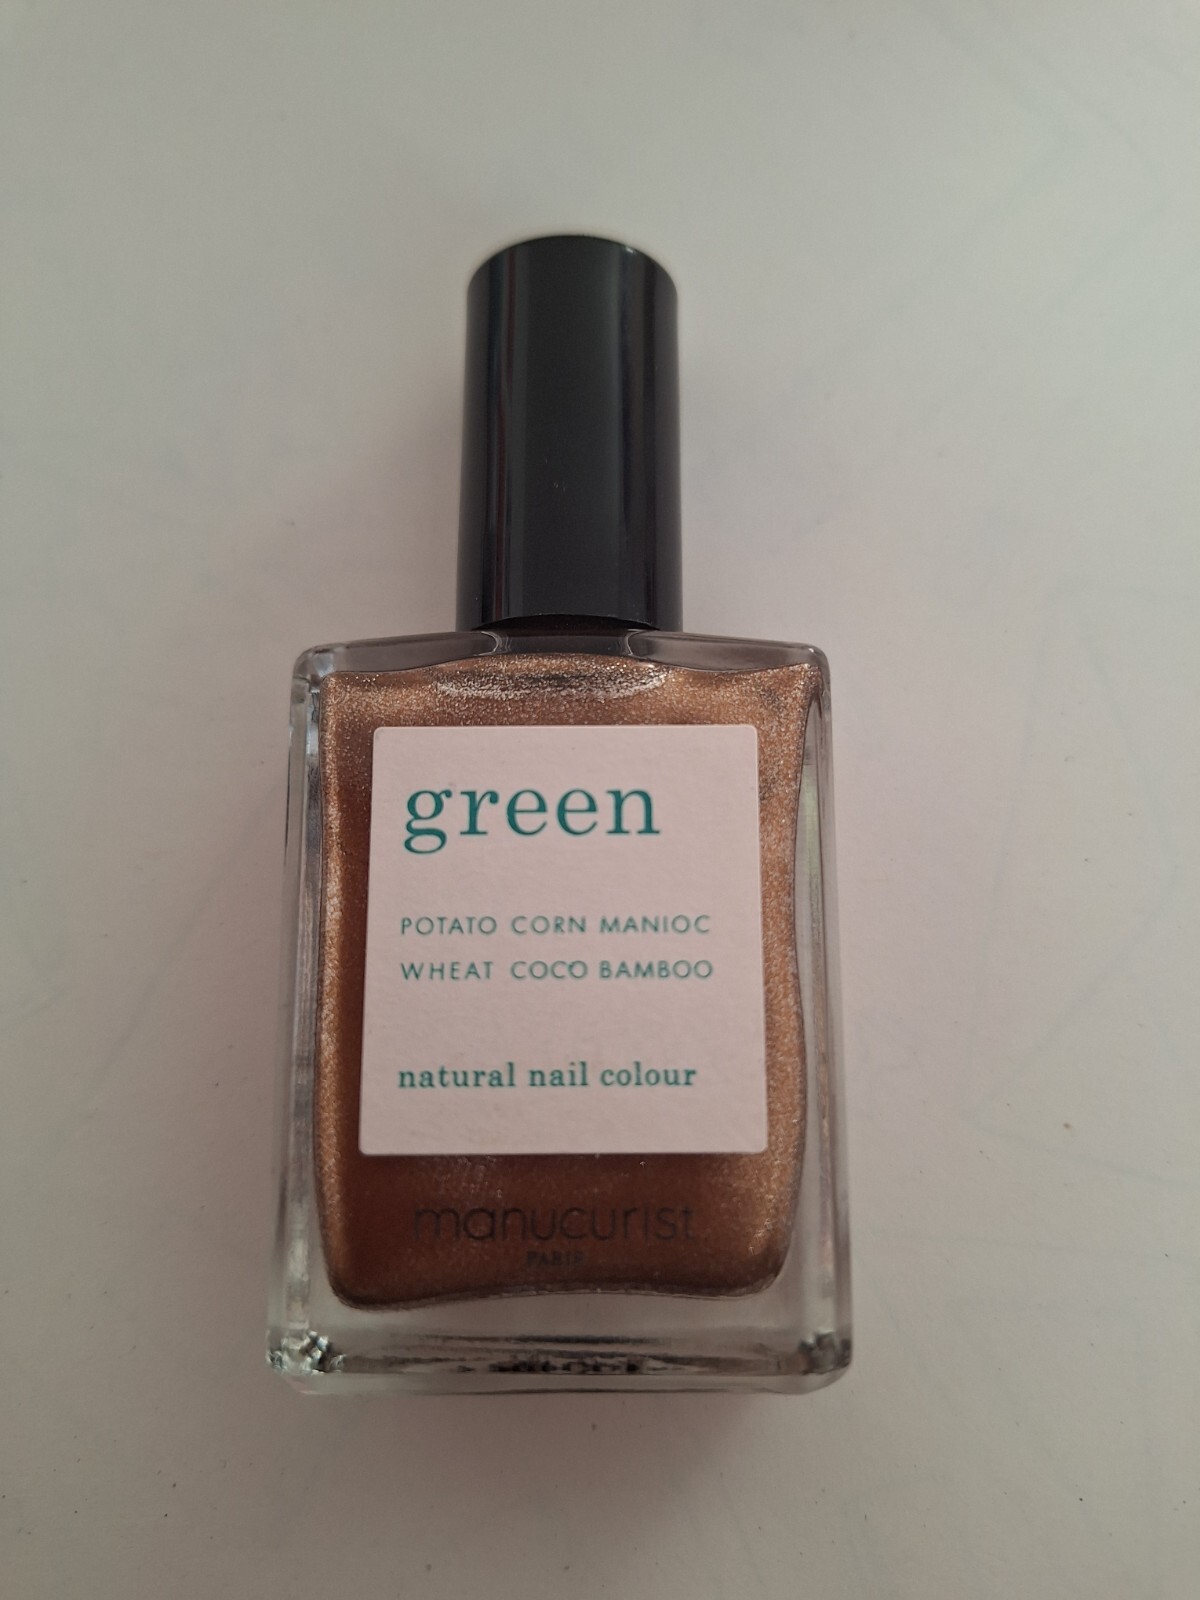 green
POTATO CORN MANIOC
WHEAT COCO BAMBOO
natural nail colour
manucurist
PARIS